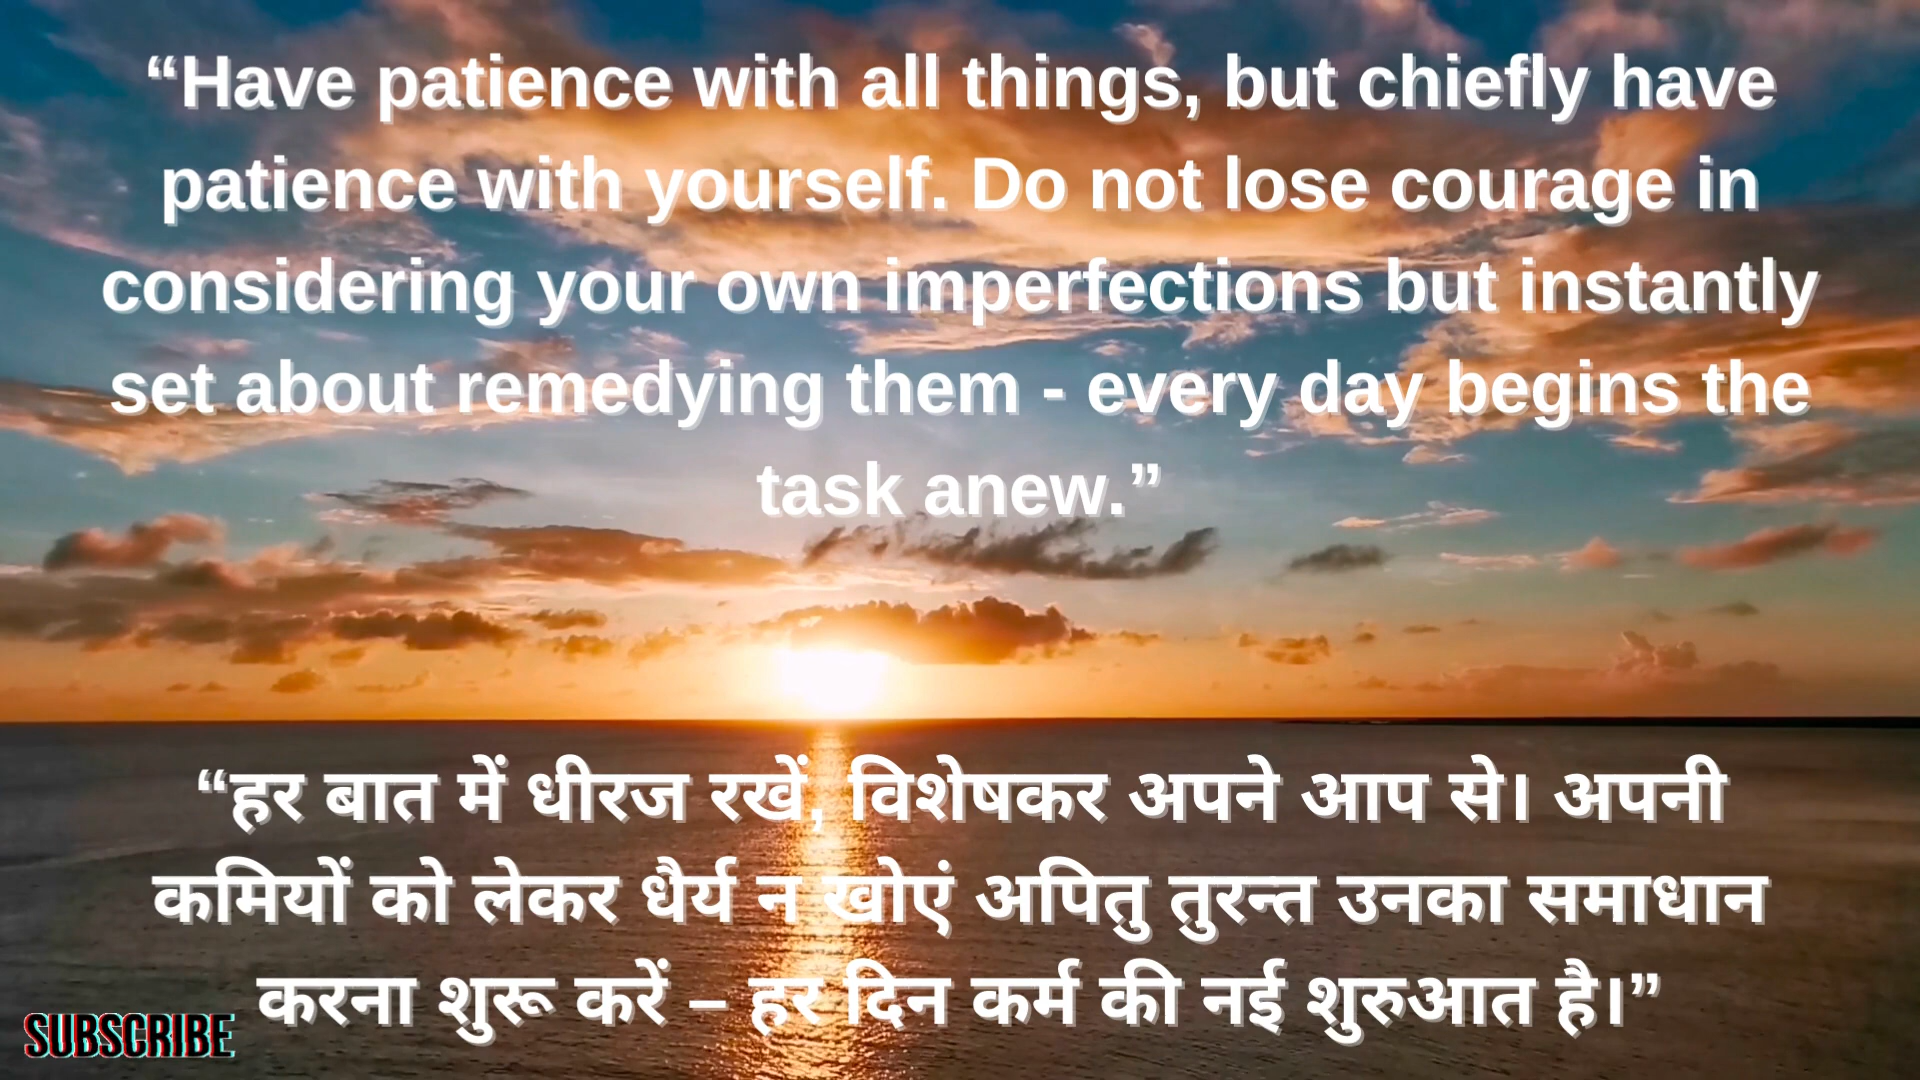 “Have patience with all things, but chiefly have
patience with yourself. Do not lose courage in
considering your own imperfections but instantly
set about remedying them - every day begins the
task anew.”
“हर बात में धीरज रखें, विशेषकर अपने आप से। अपनी
कमियों को लेकर धैर्य न खोएं अपितु तुरन्त उनका समाधान
करना शुरू करें – हर दिन कर्म की नई शुरुआत है।”
SUBSCRIBE